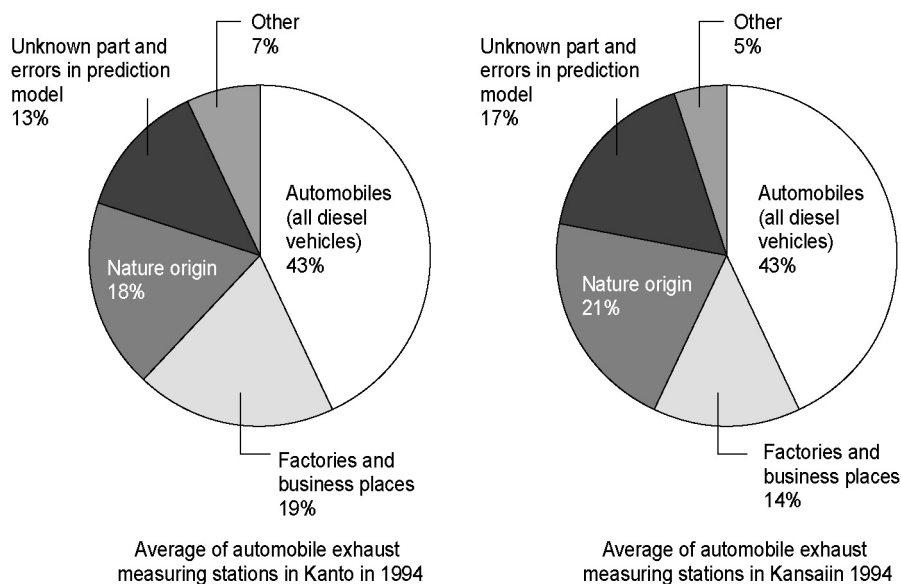 Other
7%
Unknown part and
errors in prediction
model
13%
Automobiles
(all diesel
vehicles)
43%
Nature origin
18%
Factories and
business places
19%
Average of automobile exhaust
measuring stations in Kanto in 1994
Other
5%
Unknown part and
errors in prediction
model
17%
Automobiles
(all diesel
vehicles)
43%
Nature origin
21%
Factories and
business places
14%
Average of automobile exhaust
measuring stations in Kansaiin 1994